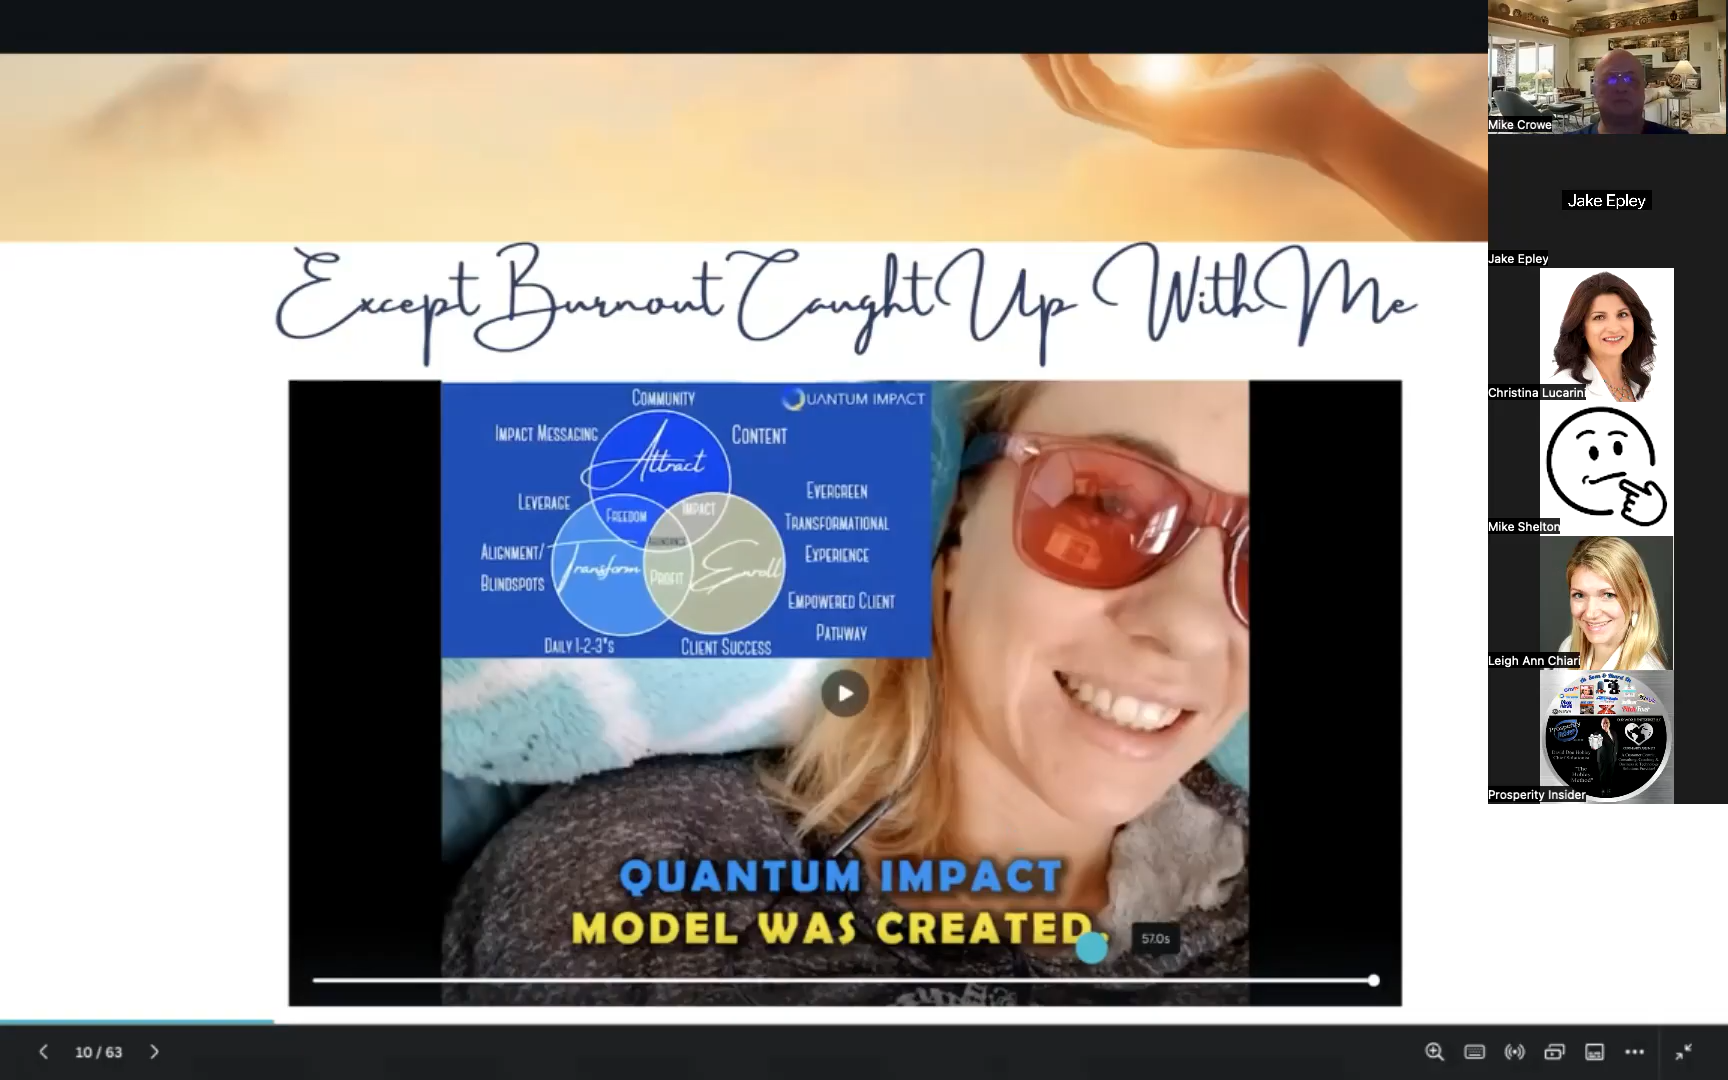 Except Burnout Caught Up With Me
COMMUNITY
QUANTUM IMPACT
IMPACT MESSAGING
CONTENT
Attract
LEVERAGE
FREEDOM
IMPACT
EVERGREEN
TRANSFORMATIONAL
EXPERIENCE
ALIGNMENT/
BLINDSPOTS
Transform
PROFIT
Enroll
EMPOWERED CLIENT
PATHWAY
DAILY 1-2-3"S
CLIENT SUCCESS
QUANTUM IMPACT
MODEL WAS CREATED.
57.0s
10 / 63
Mike Crowe
Jake Epley
Jake Epley
Christina Lucarini
Mike Shelton
Leigh Ann Chiari
Prosperity Insider